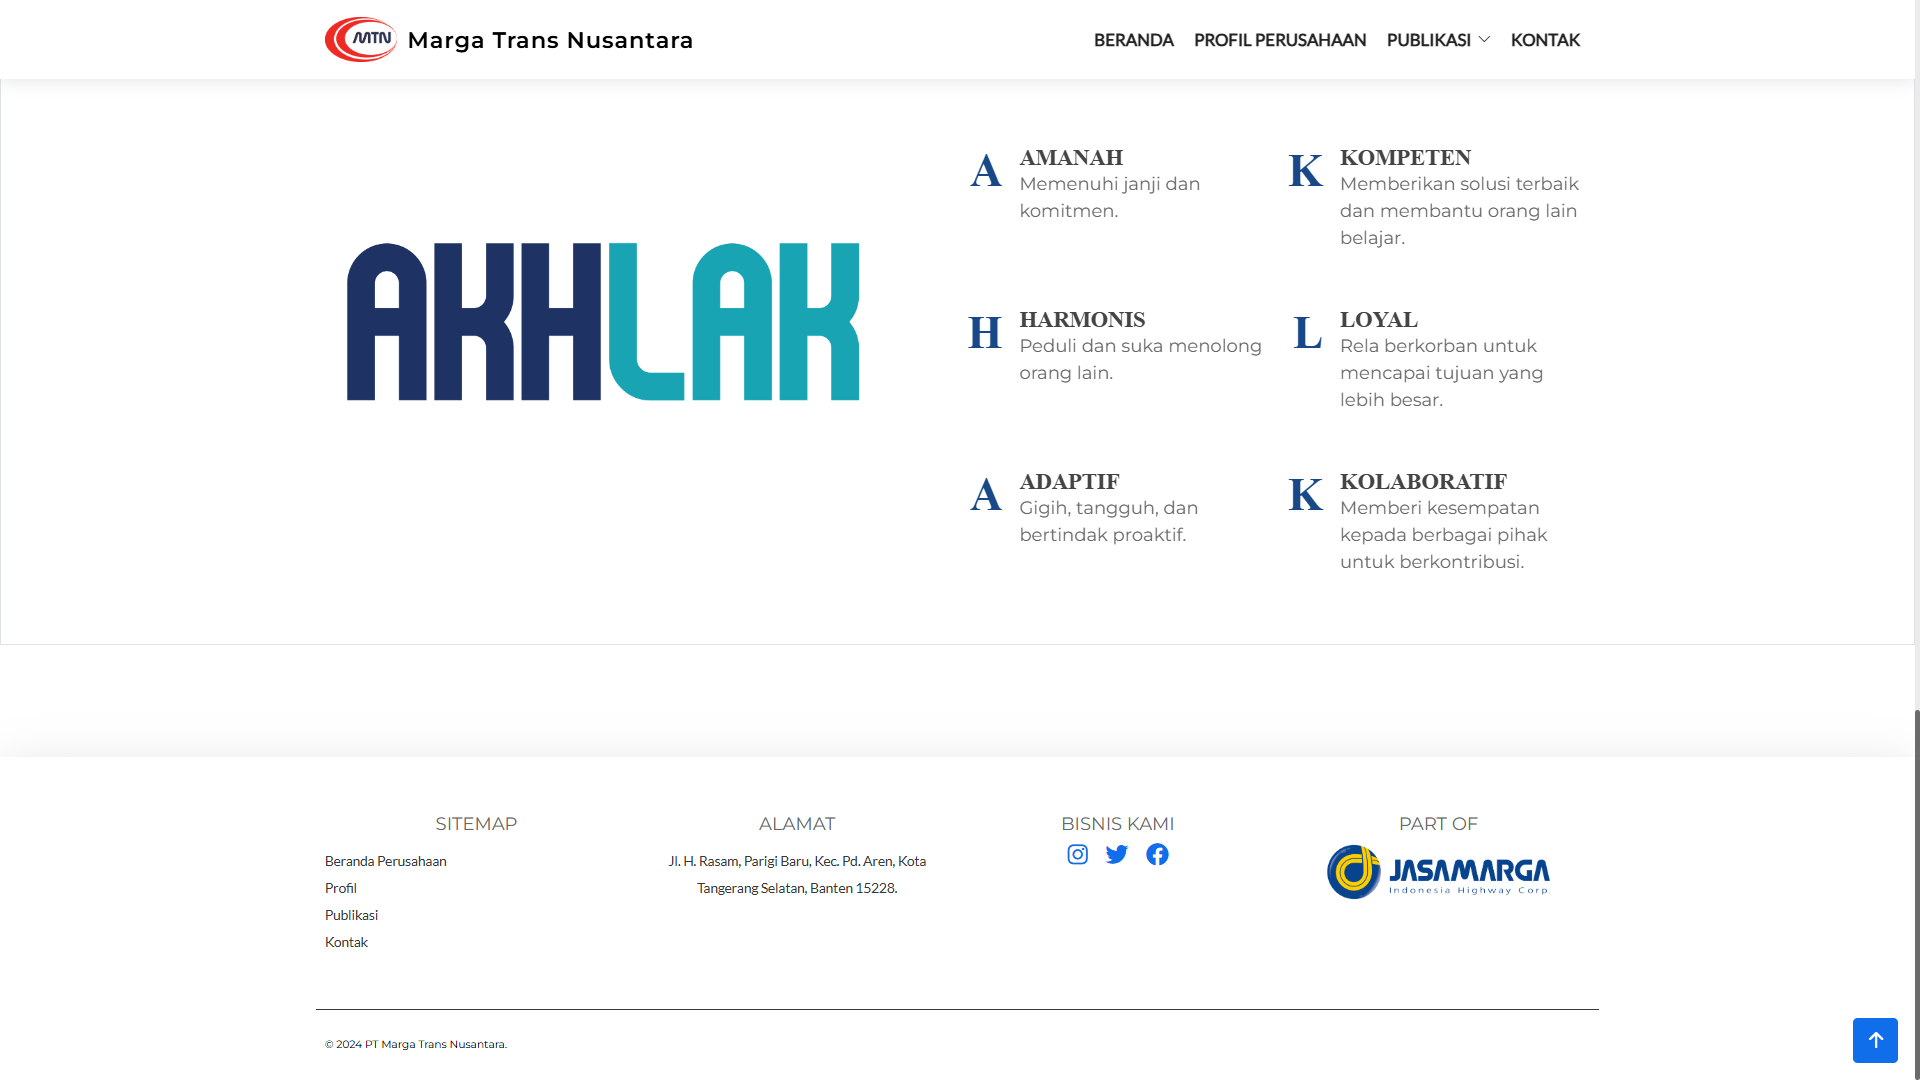 MTN Marga Trans Nusantara
BERANDA PROFIL PERUSAHAAN PUBLIKASI KONTAK
AKHLAK
A AMANAH
Memenuhi janji dan
komitmen.
K KOMPETEN
Memberikan solusi terbaik
dan membantu orang lain
belajar.
H HARMONIS
Peduli dan suka menolong
orang lain.
L LOYAL
Rela berkorban untuk
mencapai tujuan yang
lebih besar.
A ADAPTIF
Gigih, tangguh, dan
bertindak proaktif.
K KOLABORATIF
Memberi kesempatan
kepada berbagai pihak
untuk berkontribusi.
SITEMAP
Beranda Perusahaan
Profil
Publikasi
Kontak
ALAMAT
Jl. H. Rasam, Parigi Baru, Kec. Pd. Aren, Kota
Tangerang Selatan, Banten 15228.
BISNIS KAMI
PART OF
JASAMARGA
Indonesia Highway Corp.
© 2024 PT Marga Trans Nusantara.